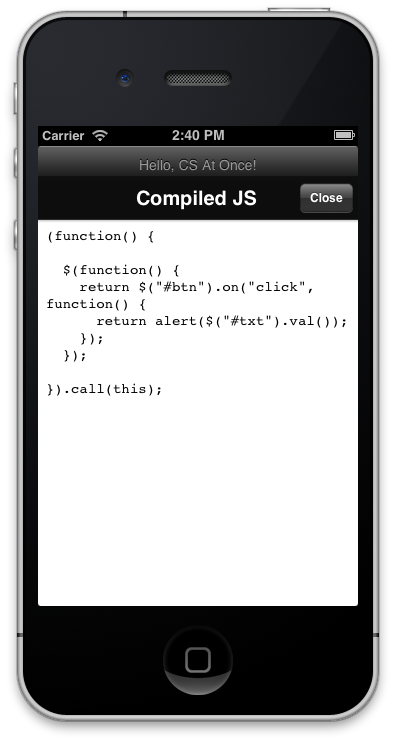 Carrier 2:40 PM
Hello, CS At Once!
Compiled JS Close
(function() {
  $(function() {
    return $("#btn").on("click",
function() {
      return alert($("#txt").val());
    });
  });
}).call(this);